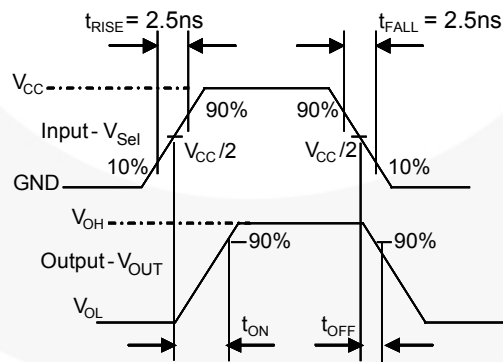 tRISE = 2.5ns
tFALL = 2.5ns
VCC
90%
90%
Input - VSel
VCC/2
VCC/2
10%
10%
GND
VOH
90%
90%
Output - VOUT
VOL
tON
tOFF